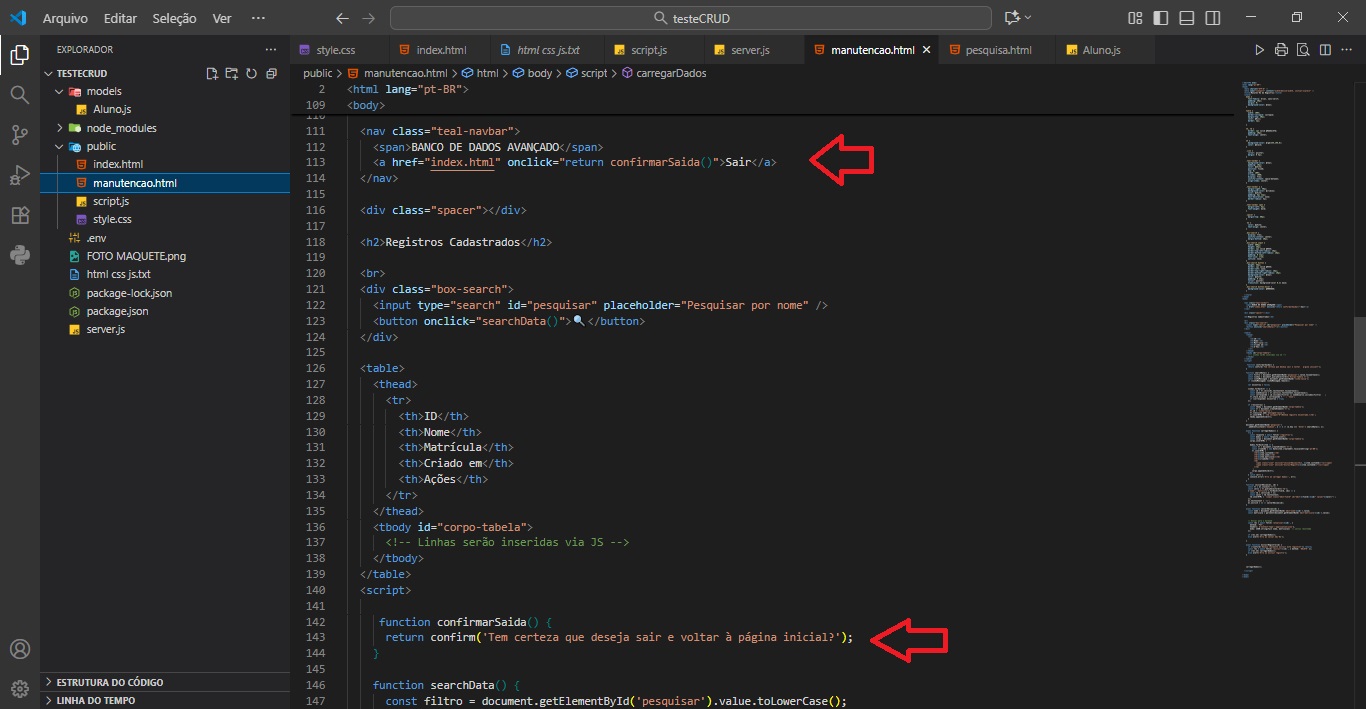 Arquivo Editar Seleção Ver ··· testeCRUD
EXPLORADOR ···
style.css index.html html css js.txt script.js server.js manutencao.html pesquisa.html Aluno.js ···
TESTECRUD
models
Aluno.js
node_modules
public
index.html
manutencao.html
script.js
style.css
.env
FOTO MAQUETE.png
html css js.txt
package-lock.json
package.json
server.js
ESTRUTURA DO CÓDIGO
LINHA DO TEMPO
public > manutencao.html > html > body > script > carregarDados
2 <html lang="pt-BR">
109 <body>
110
111 <nav class="teal-navbar">
112 <span>BANCO DE DADOS AVANÇADO</span>
113 <a href="index.html" onclick="return confirmarSaida()">Sair</a>
114 </nav>
115
116 <div class="spacer"></div>
117
118 <h2>Registros Cadastrados</h2>
119
120 <br>
121 <div class="box-search">
122 <input type="search" id="pesquisar" placeholder="Pesquisar por nome" />
123 <button onclick="searchData()">🔍</button>
124 </div>
125
126 <table>
127 <thead>
128 <tr>
129 <th>ID</th>
130 <th>Nome</th>
131 <th>Matrícula</th>
132 <th>Criado em</th>
133 <th>Ações</th>
134 </tr>
135 </thead>
136 <tbody id="corpo-tabela">
137 <!-- Linhas serão inseridas via JS -->
138 </tbody>
139 </table>
140 <script>
141
142 function confirmarSaida() {
143 return confirm('Tem certeza que deseja sair e voltar à página inicial?');
144 }
145
146 function searchData() {
147 const filtro = document.getElementById('pesquisar').value.toLowerCase();